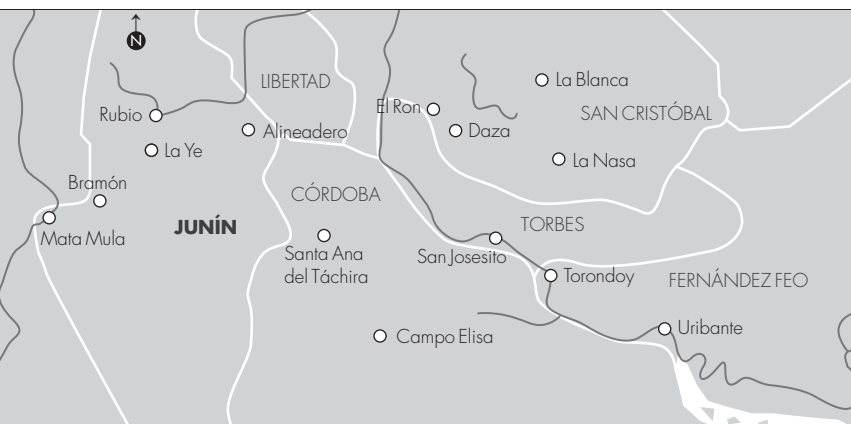 N
LIBERTAD
La Blanca
El Ron
SAN CRISTÓBAL
Rubio
Alineadero
Daza
La Ye
La Nasa
Bramón
CÓRDOBA
JUNÍN
TORBES
Mata Mula
Santa Ana
del Táchira
San Josesito
Torondoy
FERNÁNDEZ FEO
Uribante
Campo Elisa